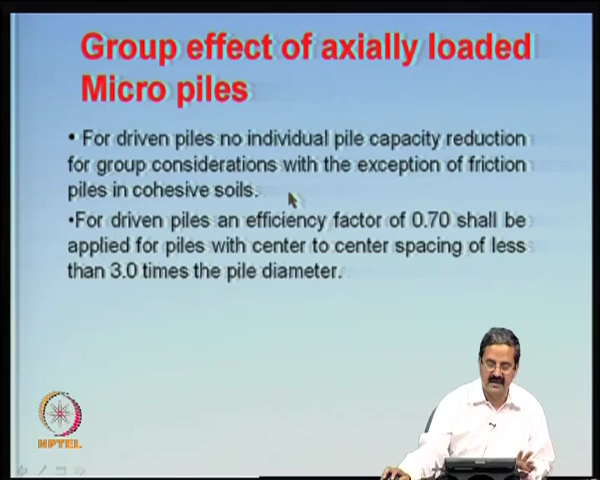 Group effect of axially loaded
Micro piles
• For driven piles no individual pile capacity reduction
for group considerations with the exception of friction
piles in cohesive soils.
•For driven piles an efficiency factor of 0.70 shall be
applied for piles with center to center spacing of less
than 3.0 times the pile diameter.
NPTEL